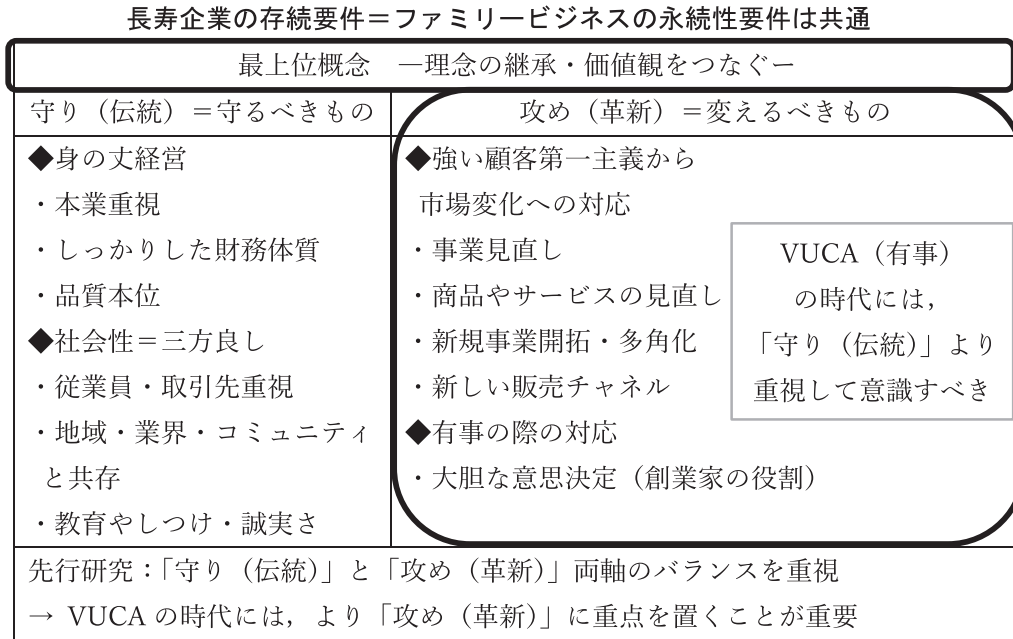 長寿企業の存続要件＝ファミリービジネスの永続性要件は共通
最上位概念　―理念の継承・価値観をつなぐ―
守り（伝統）＝守るべきもの
◆身の丈経営
・本業重視
・しっかりした財務体質
・品質本位
◆社会性＝三方良し
・従業員・取引先重視
・地域・業界・コミュニティ
と共存
・教育やしつけ・誠実さ
攻め（革新）＝変えるべきもの
◆強い顧客第一主義から
市場変化への対応
・事業見直し
・商品やサービスの見直し
・新規事業開拓・多角化
・新しい販売チャネル
◆有事の際の対応
・大胆な意思決定（創業家の役割）
VUCA（有事）
の時代には，
「守り（伝統）」より
重視して意識すべき
先行研究：「守り（伝統）」と「攻め（革新）」両軸のバランスを重視
→ VUCA の時代には，より「攻め（革新）」に重点を置くことが重要